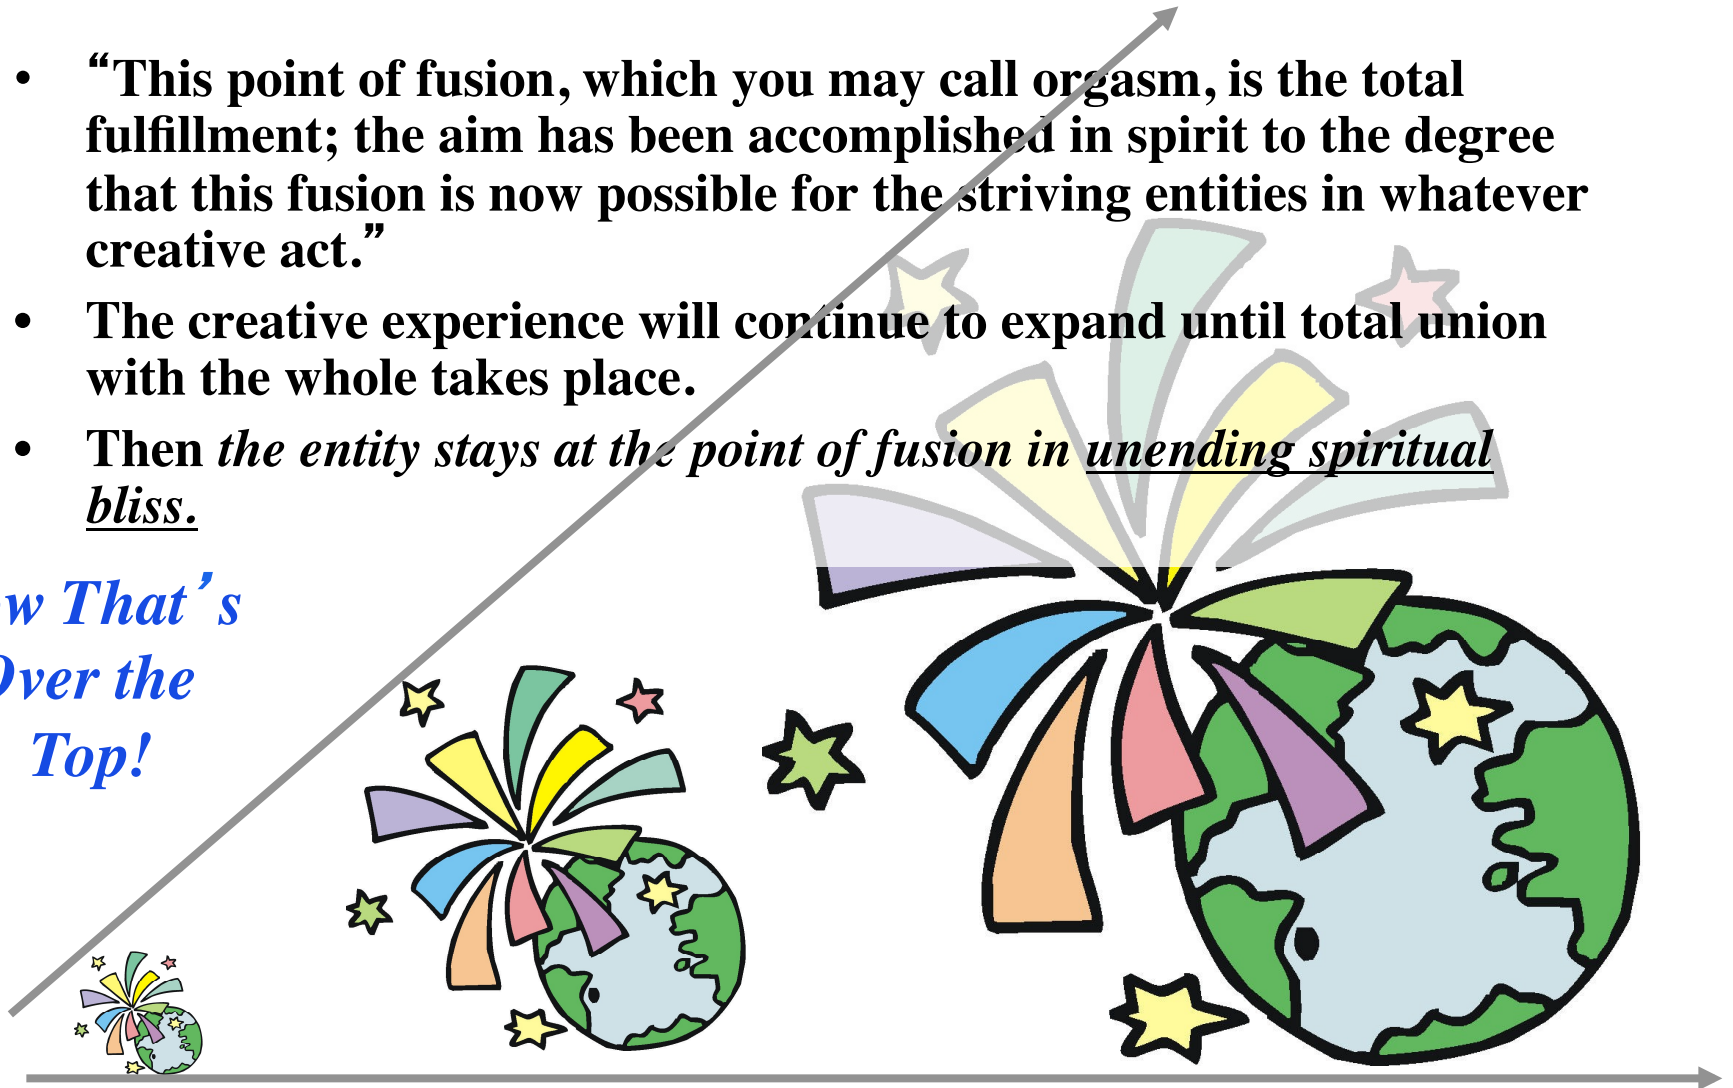 • “This point of fusion, which you may call orgasm, is the total
fulfillment; the aim has been accomplished in spirit to the degree
that this fusion is now possible for the striving entities in whatever
creative act.”
• The creative experience will continue to expand until total union
with the whole takes place.
• Then the entity stays at the point of fusion in unending spiritual
bliss.
That’s
Over the
Top!